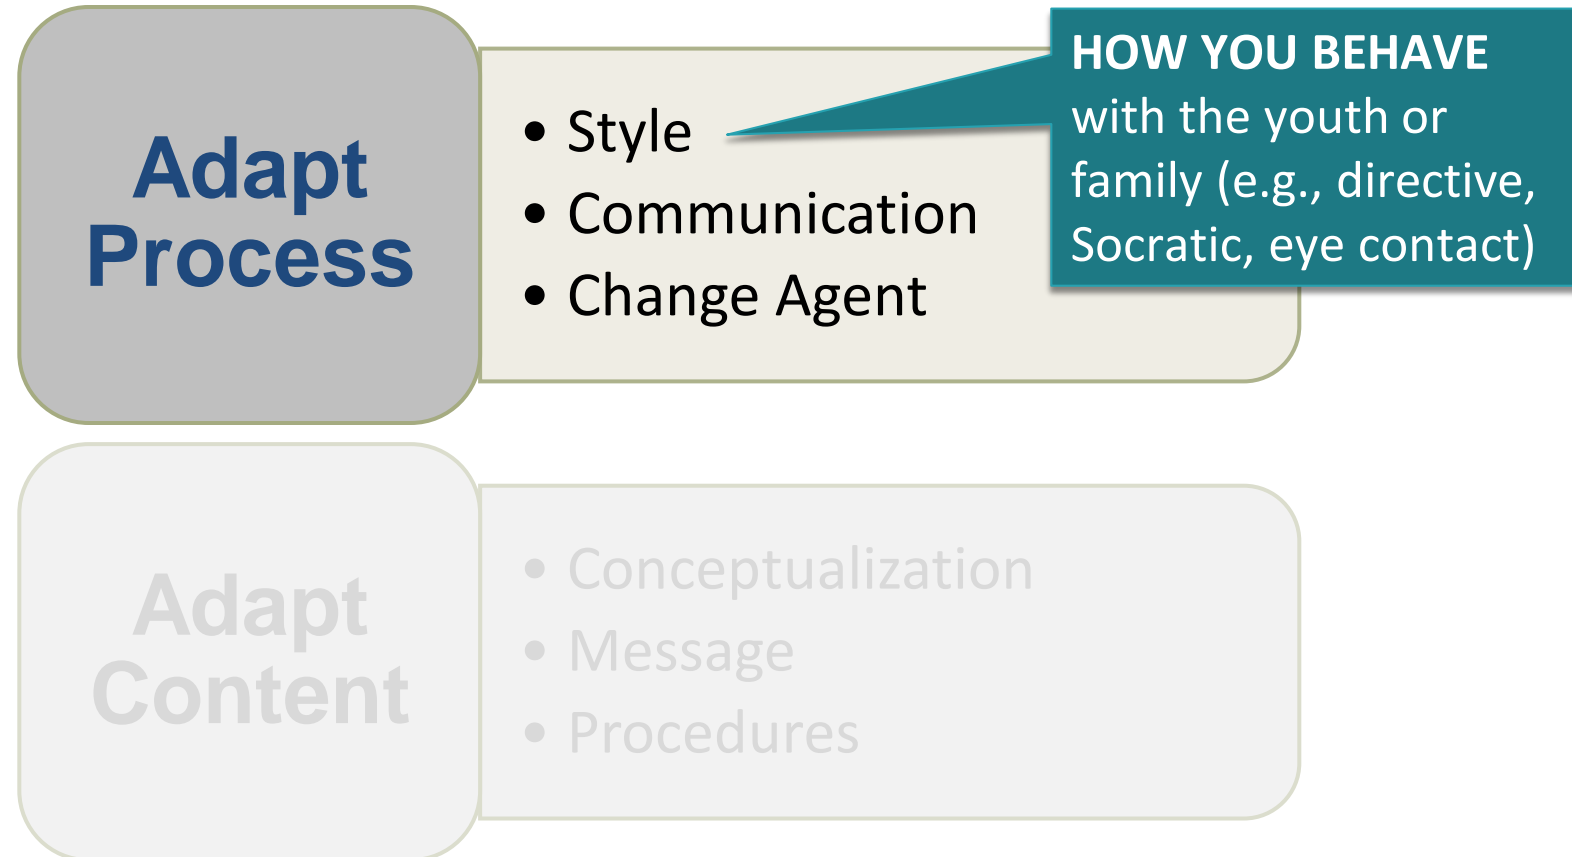 Adapt
Process
• Style
• Communication
• Change Agent
HOW YOU BEHAVE
with the youth or
family (e.g., directive,
Socratic, eye contact)
Adapt
Content
• Conceptualization
• Message
• Procedures